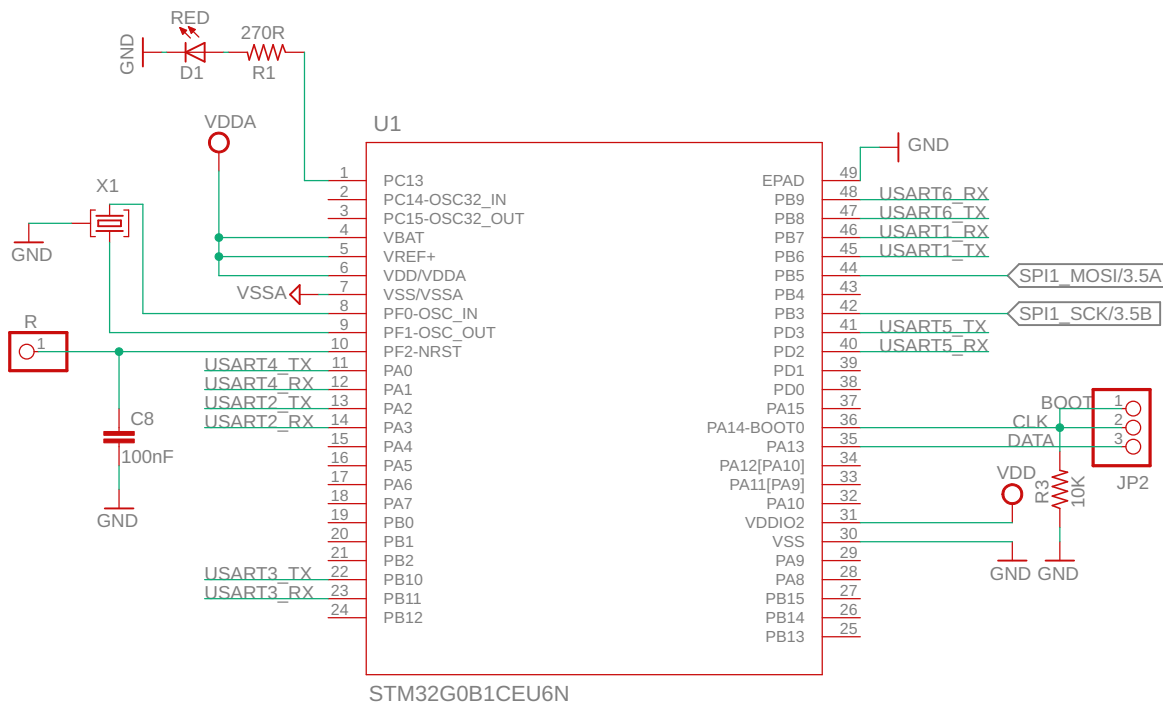 RED
270R
GND
D1
R1
VDDA
U1
X1
GND
GND
VSSA
R
1
C8
100nF
GND
1 PC13
2 PC14-OSC32_IN
3 PC15-OSC32_OUT
4 VBAT
5 VREF+
6 VDD/VDDA
7 VSS/VSSA
8 PF0-OSC_IN
9 PF1-OSC_OUT
10 PF2-NRST
USART4_TX 11 PA0
USART4_RX 12 PA1
USART2_TX 13 PA2
USART2_RX 14 PA3
15 PA4
16 PA5
17 PA6
18 PA7
19 PB0
20 PB1
21 PB2
USART3_TX 22 PB10
USART3_RX 23 PB11
24 PB12
EPAD 49
PB9 48 USART6_RX
PB8 47 USART6_TX
PB7 46 USART1_RX
PB6 45 USART1_TX
PB5 44 SPI1_MOSI/3.5A
PB4 43
PB3 42 SPI1_SCK/3.5B
PD3 41 USART5_TX
PD2 40 USART5_RX
PD1 39
PD0 38
PA15 37
PA14-BOOT0 36
PA13 35
PA12[PA10] 34
PA11[PA9] 33
PA10 32
VDDIO2 31
VSS 30
PA9 29
PA8 28
PB15 27
PB14 26
PB13 25
BOOT 1
CLK 2
DATA 3
JP2
VDD
R3
10K
GND
GND
STM32G0B1CEU6N